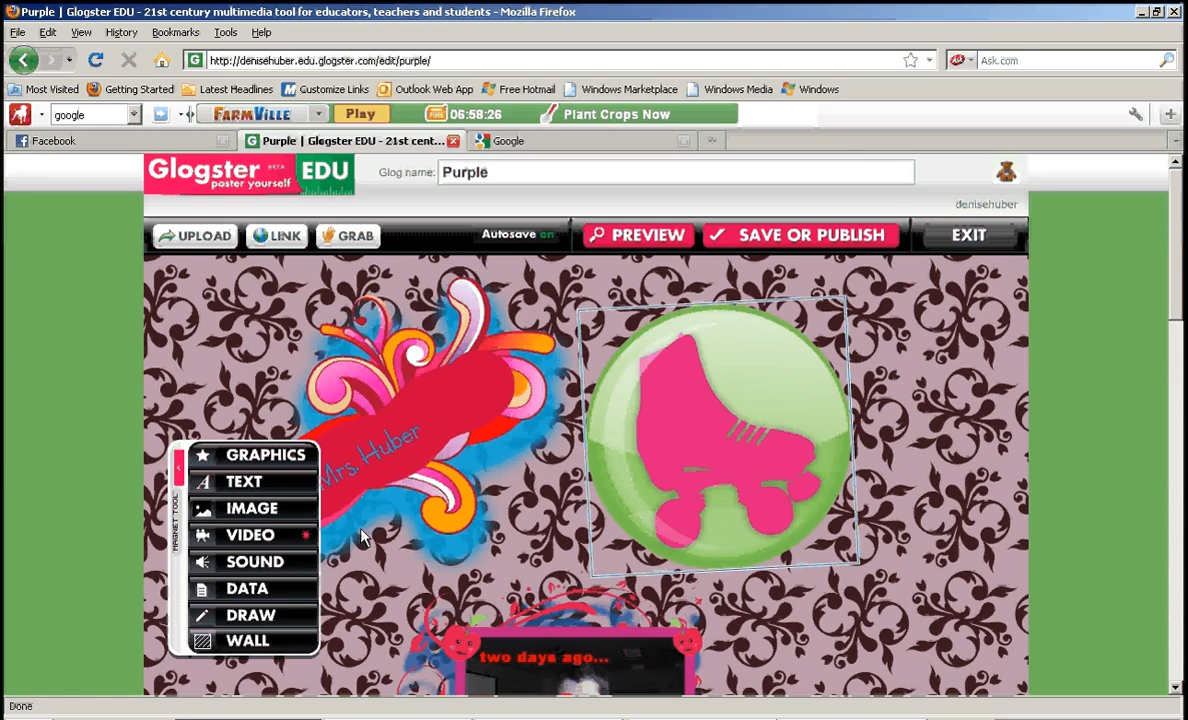 Purple | Glogster EDU - 21st century multimedia tool for educators, teachers and students - Mozilla Firefox
File Edit View History Bookmarks Tools Help
http://denisehuber.edu.glogster.com/edit/purple/
Ask Ask.com
Most Visited Getting Started Latest Headlines Customize Links Outlook Web App Free Hotmail Windows Marketplace Windows Media Windows
google FARMVILLE Play 06:58:26 Plant Crops Now
Facebook Purple | Glogster EDU - 21st cent... Google
Glogster BETA EDU
poster yourself
Glog name: Purple
denisehuber
UPLOAD LINK GRAB Autosave on PREVIEW SAVE OR PUBLISH EXIT
Mrs. Huber
MAGNET TOOL
GRAPHICS
TEXT
IMAGE
VIDEO
SOUND
DATA
DRAW
WALL
two days ago...
Done